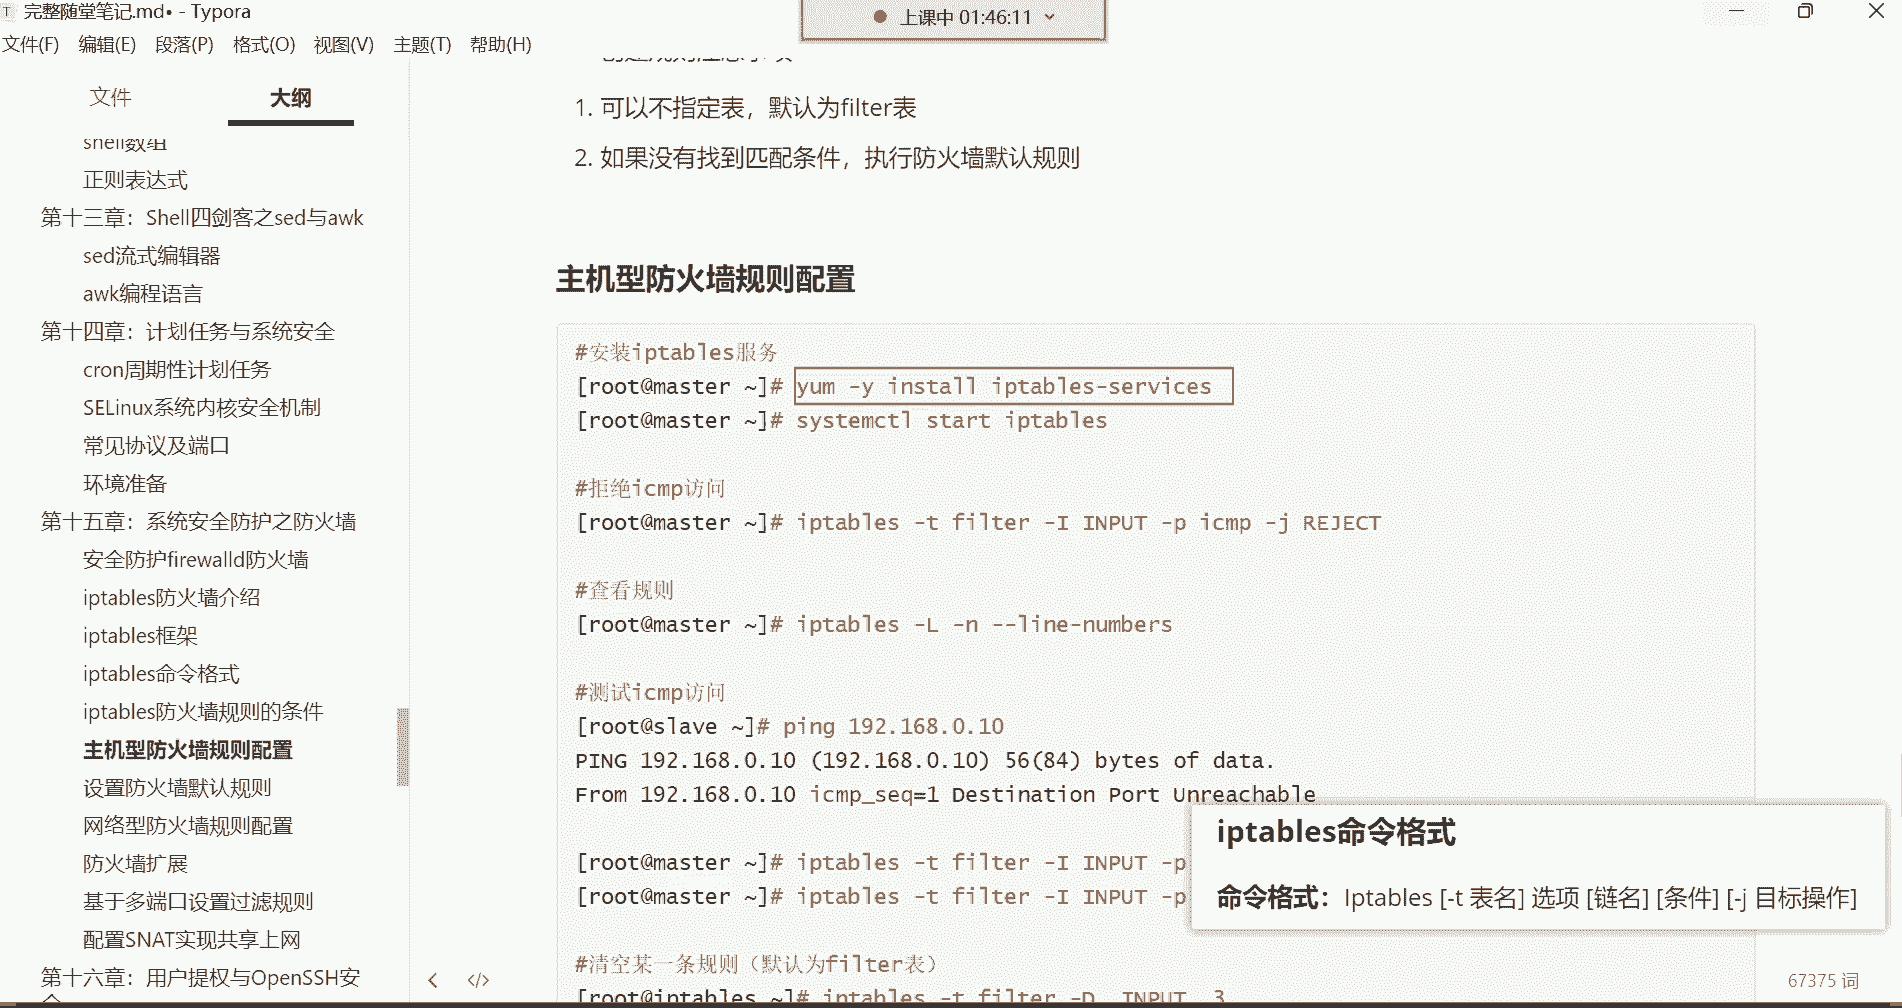 完整随堂笔记.md• - Typora
上课中 01:46:11
文件(F) 编辑(E) 段落(P) 格式(O) 视图(V) 主题(T) 帮助(H)
文件 大纲
shell数组
正则表达式
第十三章：Shell四剑客之sed与awk
sed流式编辑器
awk编程语言
第十四章：计划任务与系统安全
cron周期性计划任务
SELinux系统内核安全机制
常见协议及端口
环境准备
第十五章：系统安全防护之防火墙
安全防护firewalld防火墙
iptables防火墙介绍
iptables框架
iptables命令格式
iptables防火墙规则的条件
主机型防火墙规则配置
设置防火墙默认规则
网络型防火墙规则配置
防火墙扩展
基于多端口设置过滤规则
配置SNAT实现共享上网
第十六章：用户提权与OpenSSH安
创建规则注意事项
1. 可以不指定表，默认为filter表
2. 如果没有找到匹配条件，执行防火墙默认规则
主机型防火墙规则配置
#安装iptables服务
[root@master ~]# yum -y install iptables-services
[root@master ~]# systemctl start iptables
#拒绝icmp访问
[root@master ~]# iptables -t filter -I INPUT -p icmp -j REJECT
#查看规则
[root@master ~]# iptables -L -n --line-numbers
#测试icmp访问
[root@slave ~]# ping 192.168.0.10
PING 192.168.0.10 (192.168.0.10) 56(84) bytes of data.
From 192.168.0.10 icmp_seq=1 Destination Port Unreachable
[root@master ~]# iptables -t filter -I INPUT -p
[root@master ~]# iptables -t filter -I INPUT -p
#清空某一条规则（默认为filter表）
[root@iptables ~]# iptables -t filter -D INPUT 3
iptables命令格式
命令格式：Iptables [-t 表名] 选项 [链名] [条件] [-j 目标操作]
67375 词